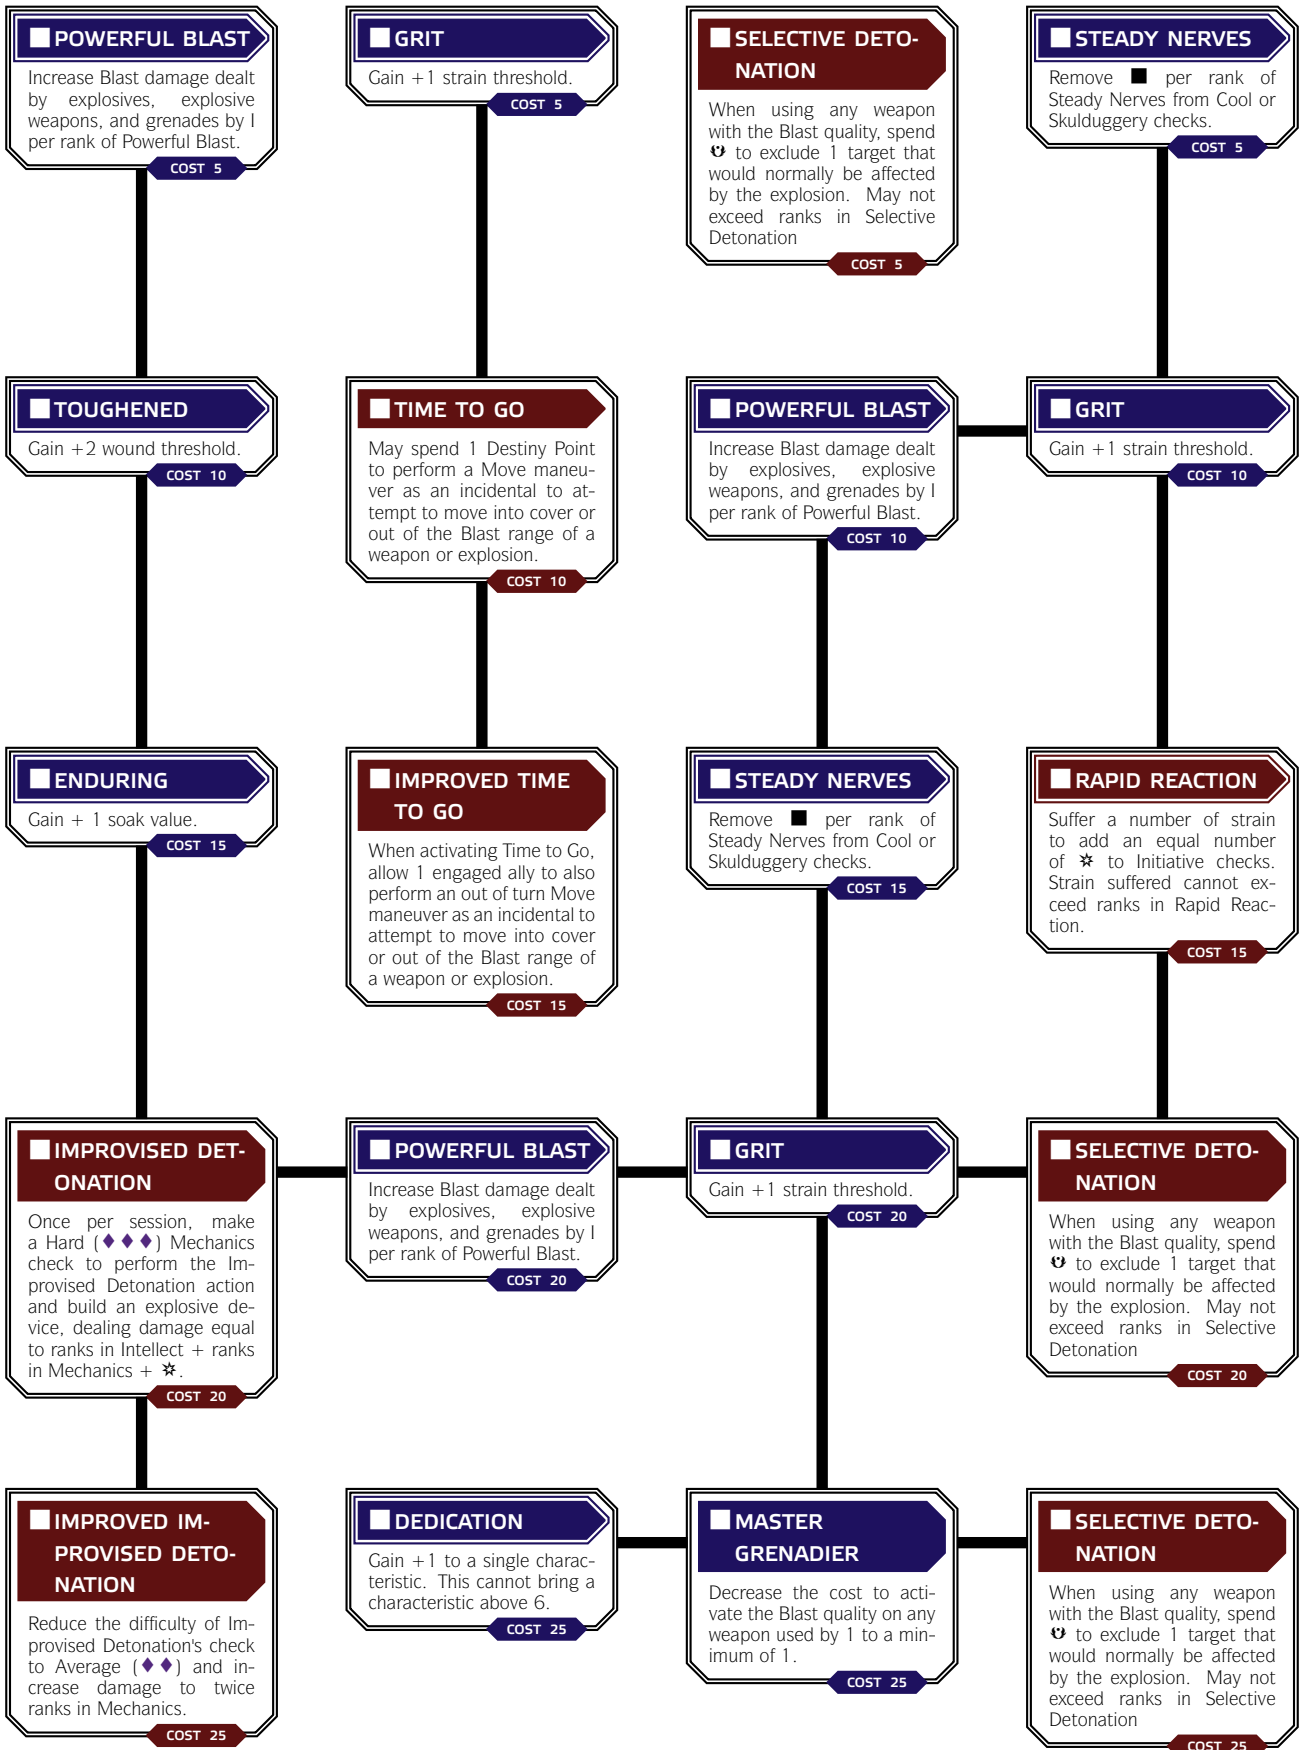 POWERFUL BLAST
Increase Blast damage dealt
by explosives, explosive
weapons, and grenades by I
per rank of Powerful Blast.
COST 5
GRIT
Gain +1 strain threshold.
COST 5
SELECTIVE DETO-
NATION
When using any weapon
with the Blast quality, spend
to exclude 1 target that
would normally be affected
by the explosion. May not
exceed ranks in Selective
Detonation
COST 5
STEADY NERVES
Remove ■ per rank of
Steady Nerves from Cool or
Skulduggery checks.
COST 5
TOUGHENED
Gain +2 wound threshold.
COST 10
TIME TO GO
May spend 1 Destiny Point
to perform a Move maneu-
ver as an incidental to at-
tempt to move into cover or
out of the Blast range of a
weapon or explosion.
COST 10
POWERFUL BLAST
Increase Blast damage dealt
by explosives, explosive
weapons, and grenades by I
per rank of Powerful Blast.
COST 10
GRIT
Gain +1 strain threshold.
COST 10
ENDURING
Gain + 1 soak value.
COST 15
IMPROVED TIME
TO GO
When activating Time to Go,
allow 1 engaged ally to also
perform an out of turn Move
maneuver as an incidental to
attempt to move into cover
or out of the Blast range of
a weapon or explosion.
COST 15
STEADY NERVES
Remove ■ per rank of
Steady Nerves from Cool or
Skulduggery checks.
COST 15
RAPID REACTION
Suffer a number of strain
to add an equal number
of to Initiative checks.
Strain suffered cannot ex-
ceed ranks in Rapid Reac-
tion.
COST 15
IMPROVISED DET-
ONATION
Once per session, make
a Hard (♦♦♦) Mechanics
check to perform the Im-
provised Detonation action
and build an explosive de-
vice, dealing damage equal
to ranks in Intellect + ranks
in Mechanics + .
COST 20
POWERFUL BLAST
Increase Blast damage dealt
by explosives, explosive
weapons, and grenades by I
per rank of Powerful Blast.
COST 20
GRIT
Gain +1 strain threshold.
COST 20
SELECTIVE DETO-
NATION
When using any weapon
with the Blast quality, spend
to exclude 1 target that
would normally be affected
by the explosion. May not
exceed ranks in Selective
Detonation
COST 20
IMPROVED IM-
PROVISED DETO-
NATION
Reduce the difficulty of Im-
provised Detonation's check
to Average (♦♦) and in-
crease damage to twice
ranks in Mechanics.
COST 25
DEDICATION
Gain +1 to a single charac-
teristic. This cannot bring a
characteristic above 6.
COST 25
MASTER
GRENADIER
Decrease the cost to acti-
vate the Blast quality on any
weapon used by 1 to a min-
imum of 1.
COST 25
SELECTIVE DETO-
NATION
When using any weapon
with the Blast quality, spend
to exclude 1 target that
would normally be affected
by the explosion. May not
exceed ranks in Selective
Detonation
COST 25